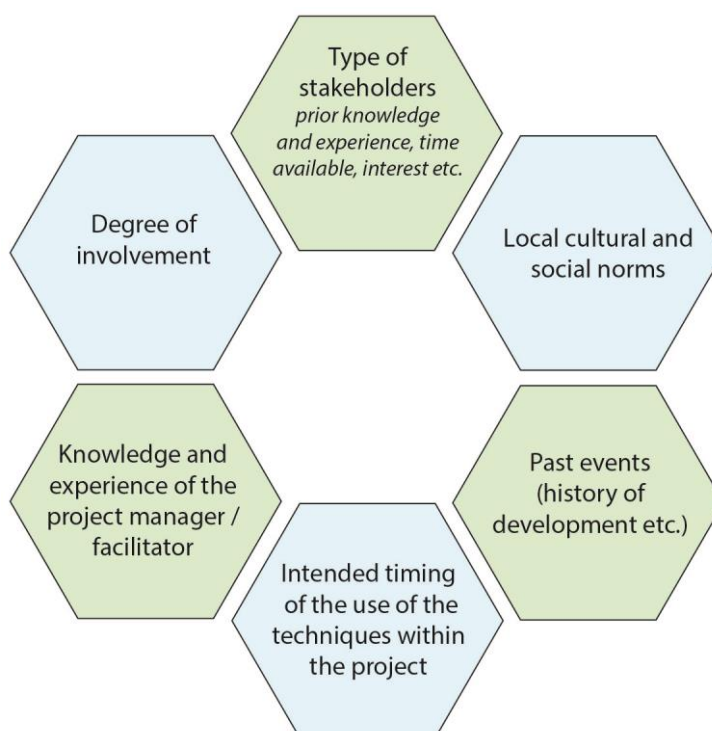 Type of
stakeholders
prior knowledge
and experience, time
available, interest etc.
Degree of
involvement
Local cultural and
social norms
Knowledge and
experience of the
project manager /
facilitator
Past events
(history of
development etc.)
Intended timing
of the use of the
techniques within
the project